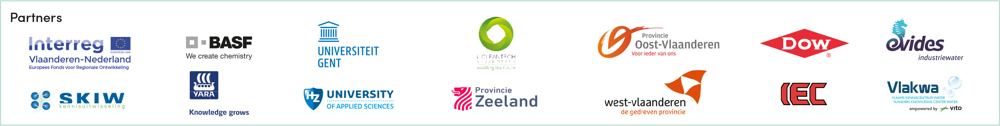 Partners
Interreg
EUROPESE UNIE
Vlaanderen-Nederland
Europees Fonds voor Regionale Ontwikkeling
BASF
We create chemistry
UNIVERSITEIT
GENT
i-CLEANTECH
VLAANDEREN
enabling the future
Provincie
Oost-Vlaanderen
Voor ieder van ons
DOW
®
evides
industriewater
SKIW
kennisuitwisseling
YARA
Knowledge grows
HZ UNIVERSITY
OF APPLIED SCIENCES
Provincie
Zeeland
west-vlaanderen
de gedreven provincie
IEC
Vlakwa
VLAAMS KENNISCENTRUM WATER
FLANDERS KNOWLEDGE CENTER WATER
empowered by vito